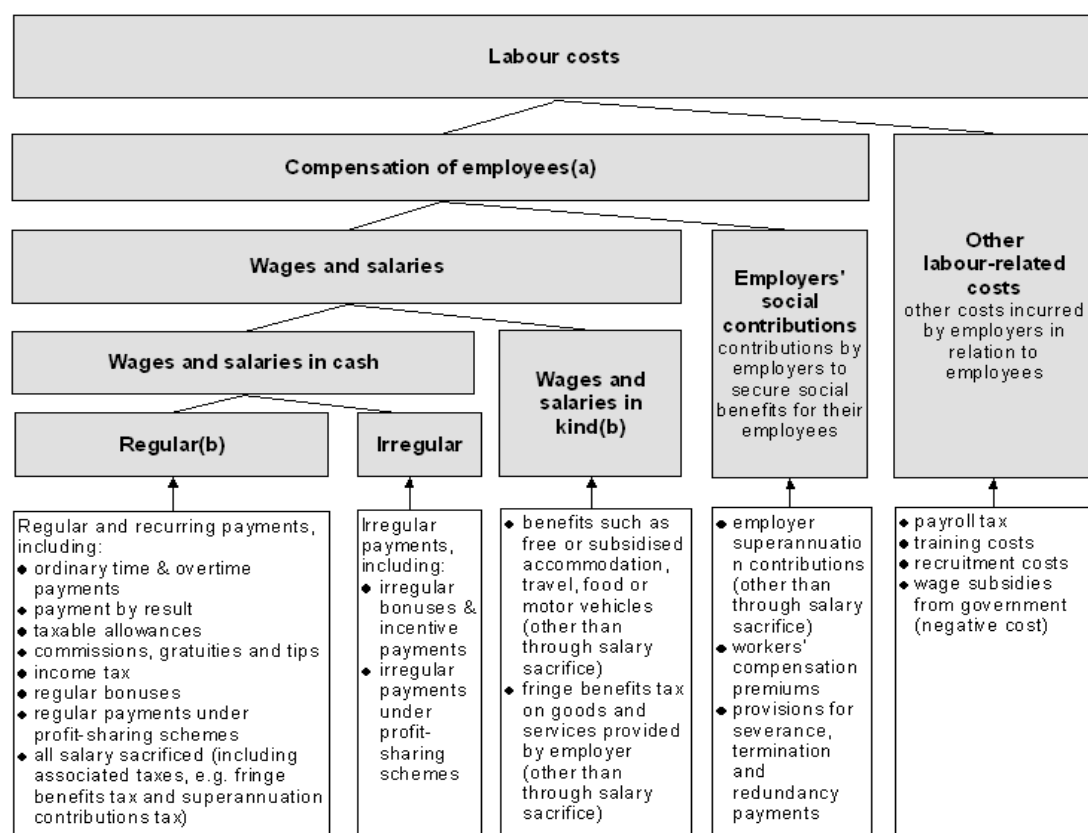 Labour costs
Compensation of employees(a)
Wages and salaries
Employers'
social
contributions
contributions by
employers to
secure social
benefits for their
employees
Other
labour-related
costs
other costs incurred
by employers in
relation to
employees
Wages and salaries in cash
Wages and
salaries in
kind(b)
Regular(b)
Irregular
Regular and recurring payments,
including:
● ordinary time & overtime
payments
● payment by result
● taxable allowances
● commissions, gratuities and tips
● income tax
● regular bonuses
● regular payments under
profit-sharing schemes
● all salary sacrificed (including
associated taxes, e.g. fringe
benefits tax and superannuation
contributions tax)
Irregular
payments,
including:
● irregular
bonuses &
incentive
payments
● irregular
payments
under
profit-
sharing
schemes
● benefits such as
free or subsidised
accommodation,
travel, food or
motor vehicles
(other than
through salary
sacrifice)
● fringe benefits tax
on goods and
services provided
by employer
(other than
through salary
sacrifice)
● employer
superannuatio
n contributions
(other than
through salary
sacrifice)
● workers'
compensation
premiums
● provisions for
severance,
termination
and
redundancy
payments
● payroll tax
● training costs
● recruitment costs
● wage subsidies
from government
(negative cost)